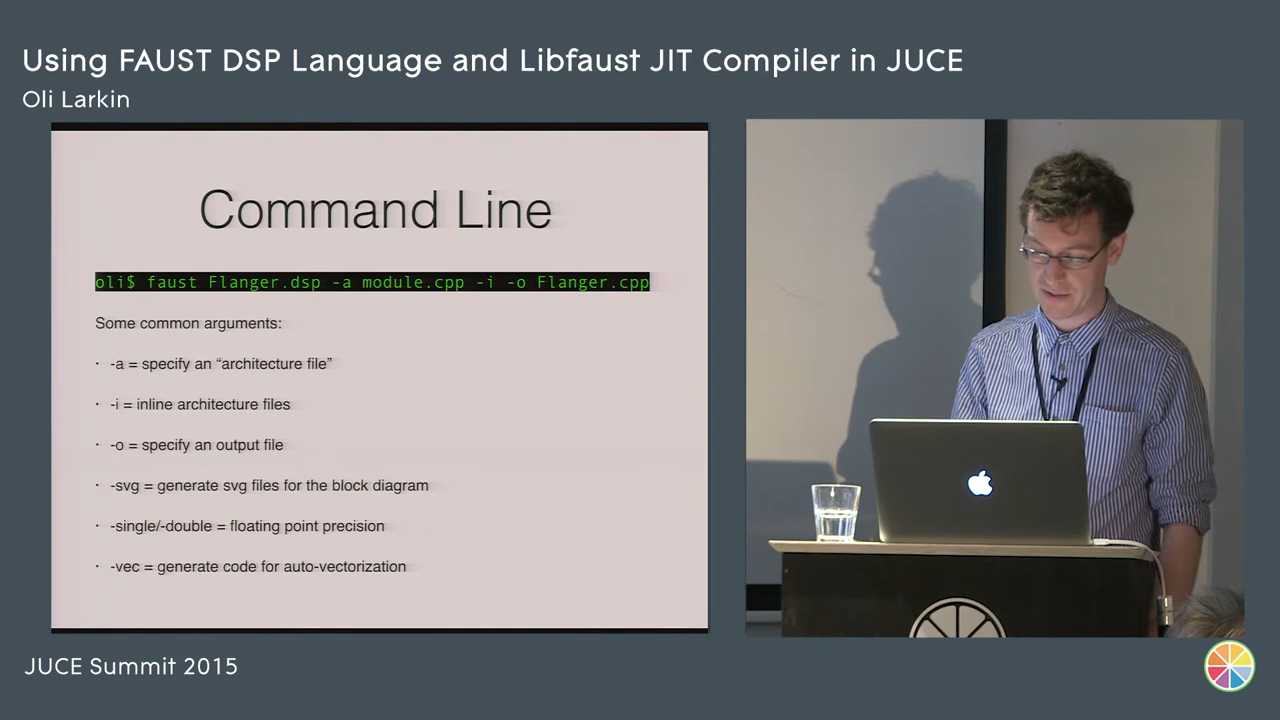 Using FAUST DSP Language and Libfaust JIT Compiler in JUCE
Oli Larkin
Command Line
oli$ faust Flanger.dsp -a module.cpp -i -o Flanger.cpp
Some common arguments:
· -a = specify an “architecture file”
· -i = inline architecture files
· -o = specify an output file
· -svg = generate svg files for the block diagram
· -single/-double = floating point precision
· -vec = generate code for auto-vectorization
JUCE Summit 2015